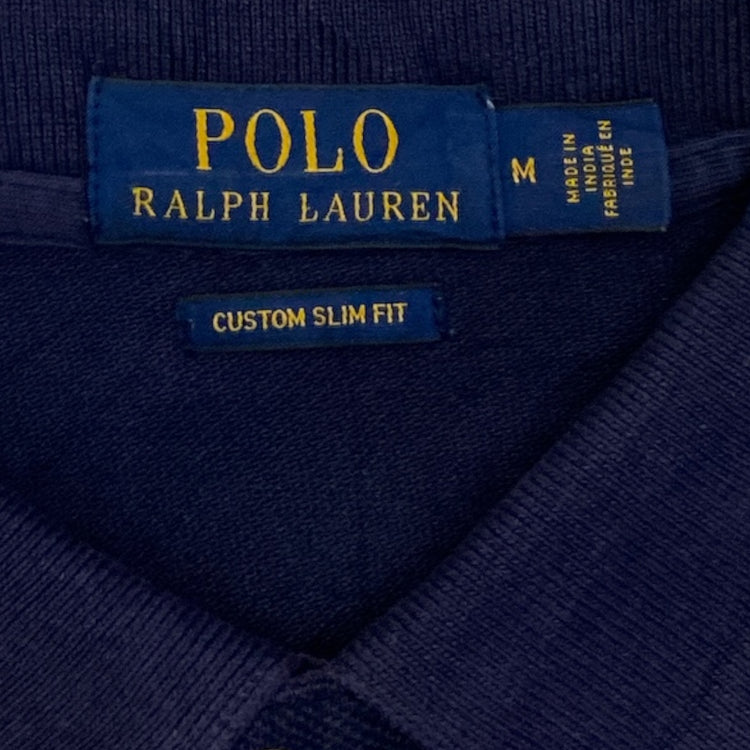 POLO
RALPH LAUREN
M
MADE IN
INDIA
FABRIQUÉ EN
INDE
CUSTOM SLIM FIT